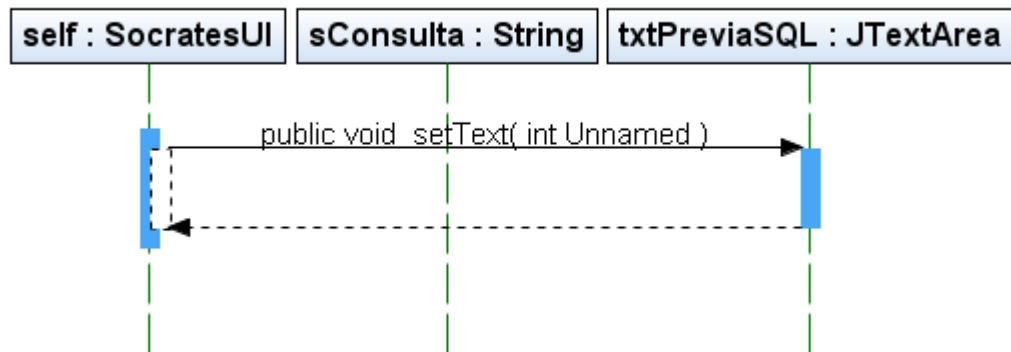 self : SocratesUI
sConsulta : String
txtPreviaSQL : JTextArea
public void  setText( int Unnamed )